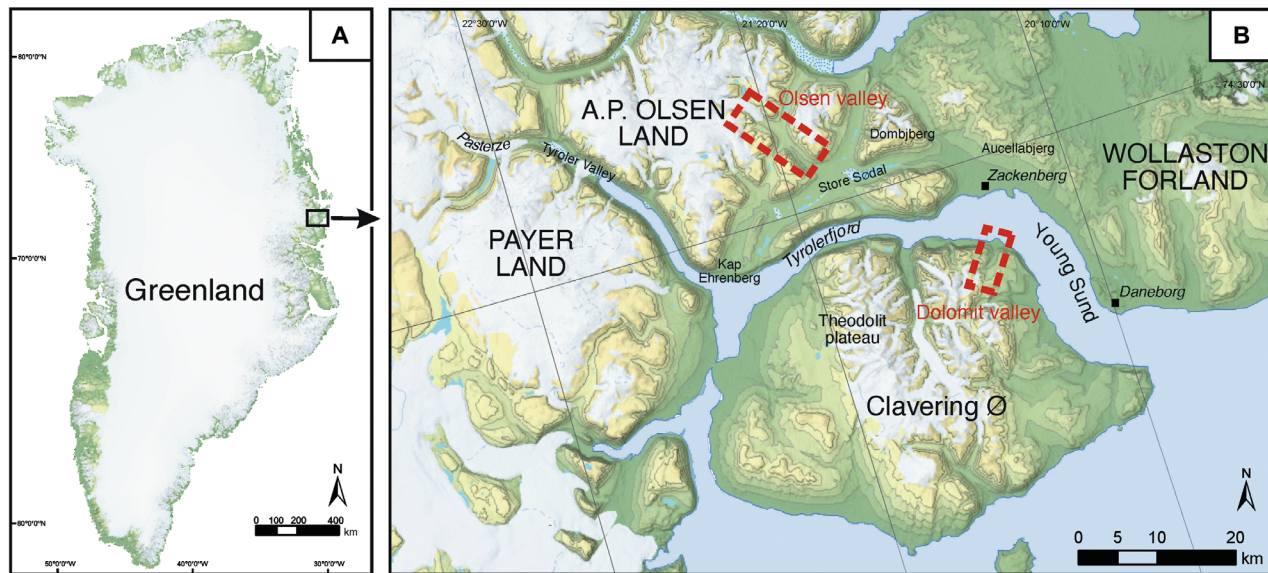 A
80°0'0"N
70°0'0"N
60°0'0"N
50°0'0"W
40°0'0"W
30°0'0"W
Greenland
N
0 100 200 400
km
B
22°30'0"W
21°20'0"W
20°10'0"W
74°30'0"N
Olsen valley
A.P. OLSEN
LAND
Dombjberg
Aucellabjerg
WOLLASTON
FORLAND
Pasterze
Tyroler Valley
Store Sødal
Zackenberg
PAYER
LAND
Tyrolerfjord
Young Sund
Kap
Ehrenberg
Daneborg
Dolomit valley
Theodolit
plateau
Clavering Ø
N
0 5 10 20
km